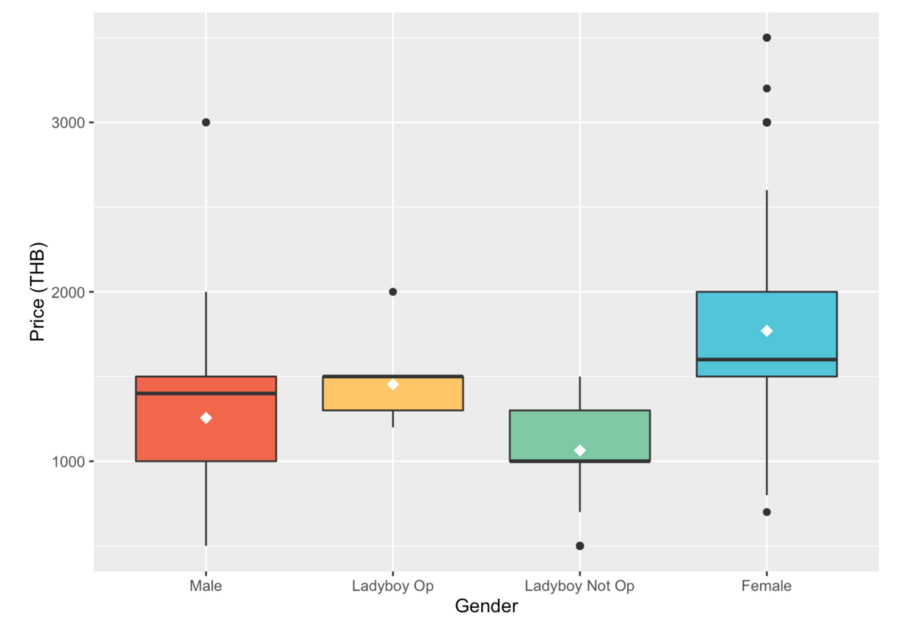 3000
2000
1000
Price (THB)
Male
Ladyboy Op
Ladyboy Not Op
Female
Gender